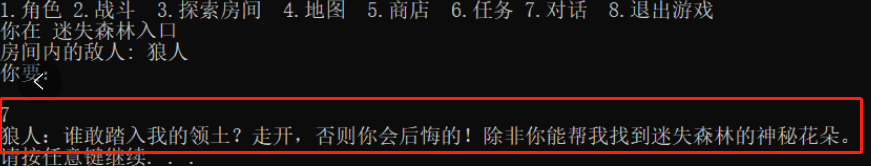 1.角色 2.战斗 3.探索房间 4.地图 5.商店 6.任务 7.对话 8.退出游戏
你在 迷失森林入口
房间内的敌人: 狼人
你要:
7
狼人: 谁敢踏入我的领土? 走开, 否则你会后悔的! 除非你能帮我找到迷失森林的神秘花朵。
请按任意键继续. . .